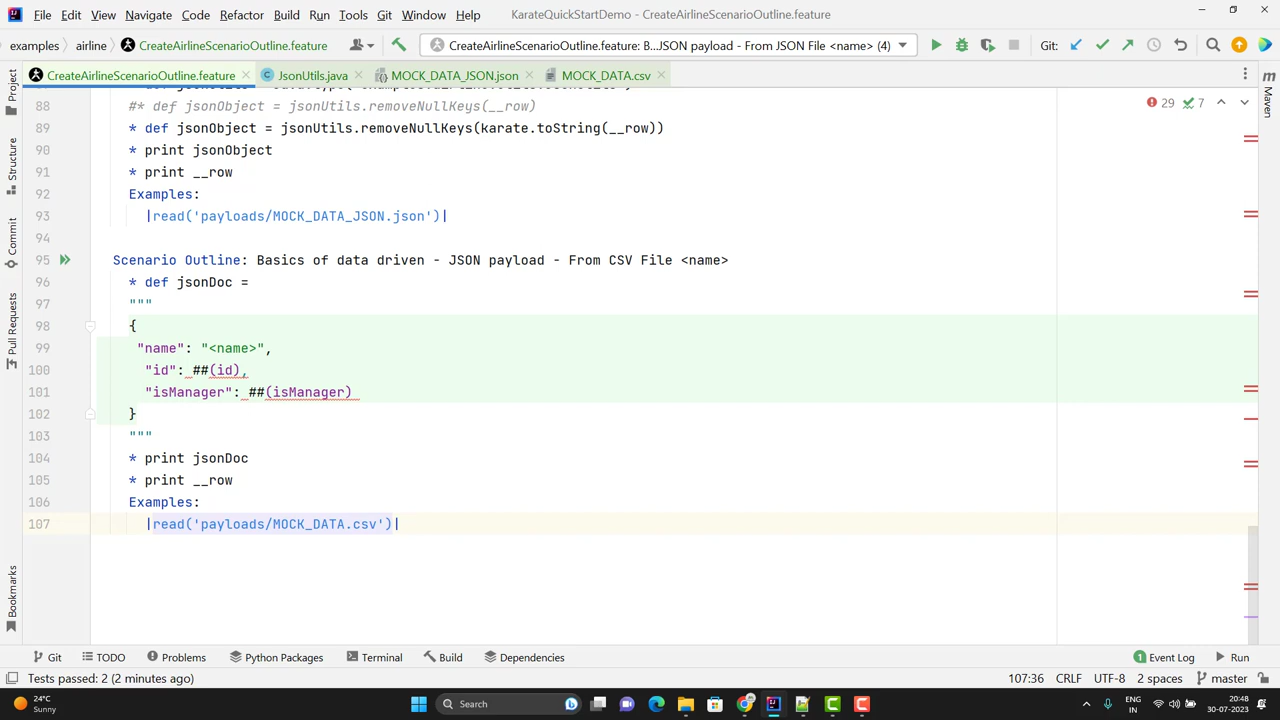 File Edit View Navigate Code Refactor Build Run Tools Git Window Help KarateQuickStartDemo - CreateAirlineScenarioOutline.feature
examples airline CreateAirlineScenarioOutline.feature CreateAirlineScenarioOutline.feature: B...JSON payload - From JSON File <name> (4) Git:
CreateAirlineScenarioOutline.feature JsonUtils.java MOCK_DATA_JSON.json MOCK_DATA.csv
Project
Structure
Commit
Pull Requests
Bookmarks
Maven
29 7
88 #* def jsonObject = jsonUtils.removeNullKeys(__row)
89 * def jsonObject = jsonUtils.removeNullKeys(karate.toString(__row))
90 * print jsonObject
91 * print __row
92 Examples:
93 |read('payloads/MOCK_DATA_JSON.json')|
94
95 Scenario Outline: Basics of data driven - JSON payload - From CSV File <name>
96 * def jsonDoc =
97 """
98 {
99 "name": "<name>",
100 "id": ##(id),
101 "isManager": ##(isManager)
102 }
103 """
104 * print jsonDoc
105 * print __row
106 Examples:
107 |read('payloads/MOCK_DATA.csv')|
Git TODO Problems Python Packages Terminal Build Dependencies 1 Event Log Run
Tests passed: 2 (2 minutes ago) 107:36 CRLF UTF-8 2 spaces master
24°C
Sunny
Search
ENG
IN
20:48
30-07-2023